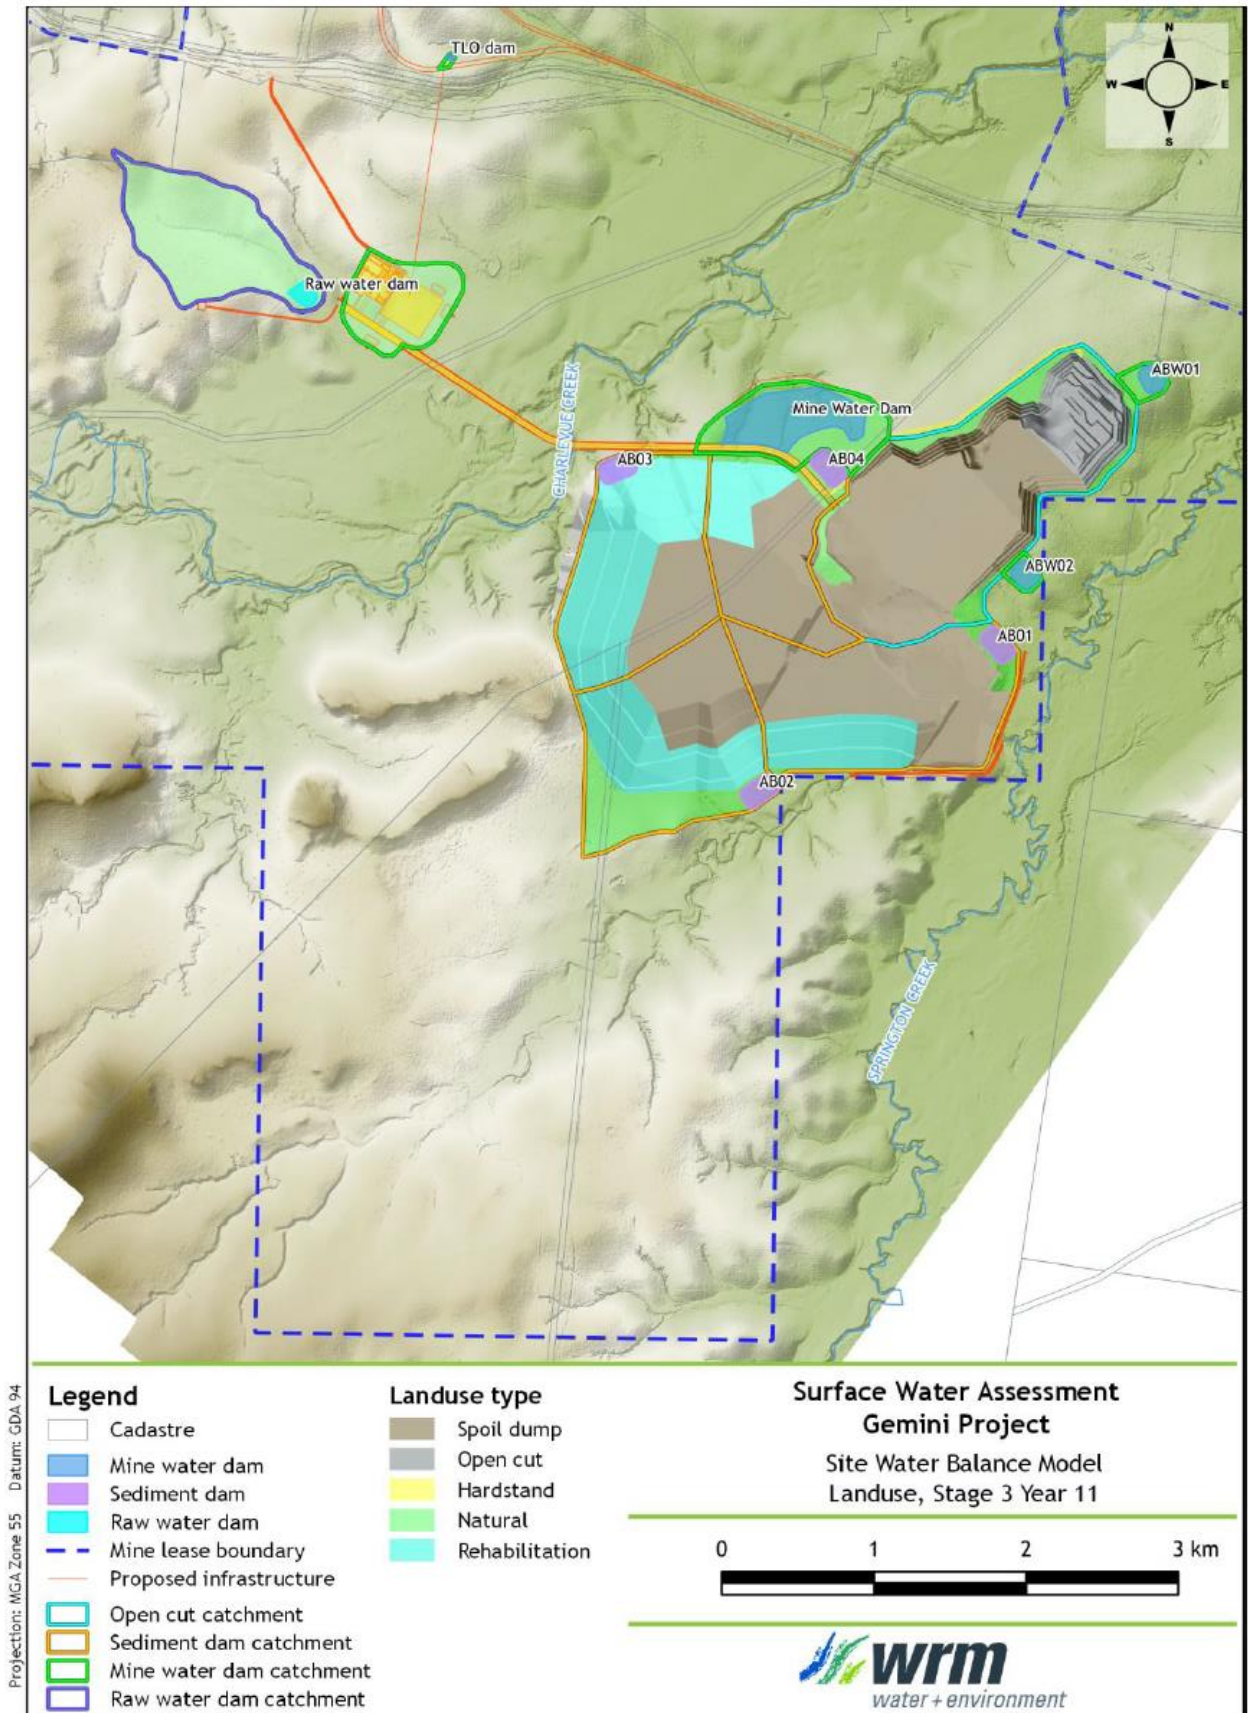 N
W
E
S
TLO dam
Raw water dam
CHARLEVUE CREEK
Mine Water Dam
ABW01
AB03
AB04
ABW02
AB01
AB02
SPRINGTON CREEK
Projection: MGA Zone 55 Datum: GDA 94
Legend
Cadastre
Mine water dam
Sediment dam
Raw water dam
Mine lease boundary
Proposed infrastructure
Open cut catchment
Sediment dam catchment
Mine water dam catchment
Raw water dam catchment
Landuse type
Spoil dump
Open cut
Hardstand
Natural
Rehabilitation
Surface Water Assessment
Gemini Project
Site Water Balance Model
Landuse, Stage 3 Year 11
0 1 2 3 km
wrm
water + environment